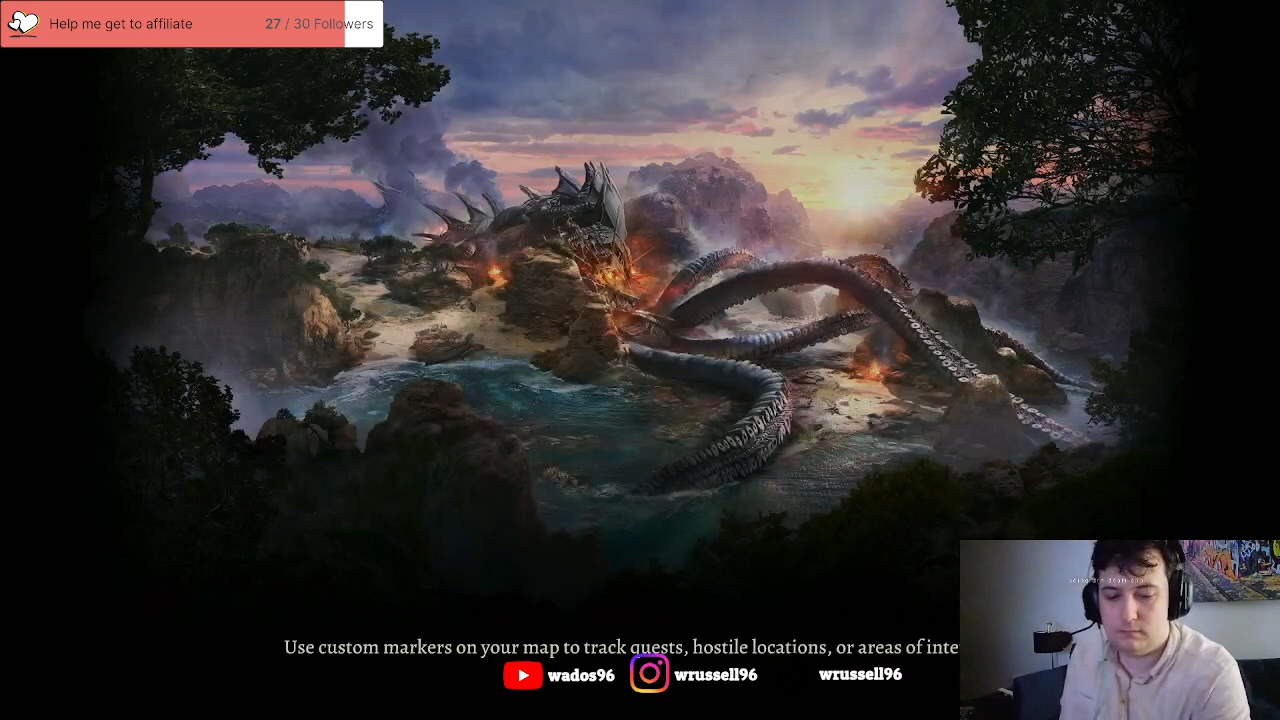 Help me get to affiliate 27 / 30 Followers
Use custom markers on your map to track quests, hostile locations, or areas of inte
wados96 wrussell96 wrussell96